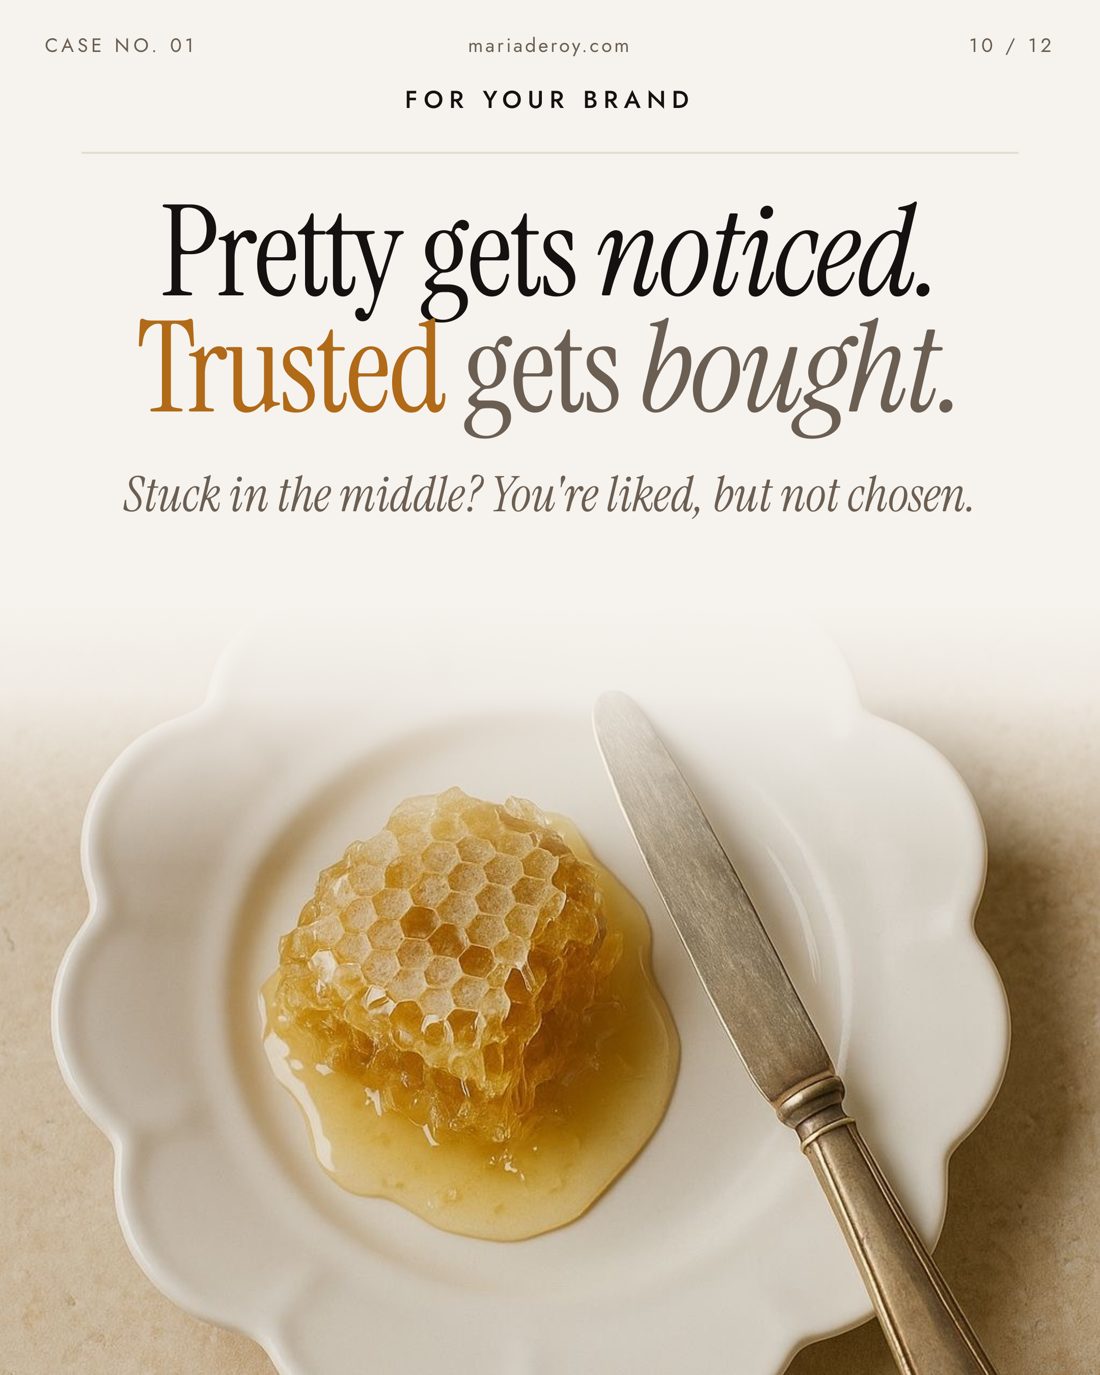 CASE NO. 01
mariaderoy.com
10 / 12
FOR YOUR BRAND
Pretty gets noticed.
Trusted gets bought.
Stuck in the middle? You're liked, but not chosen.